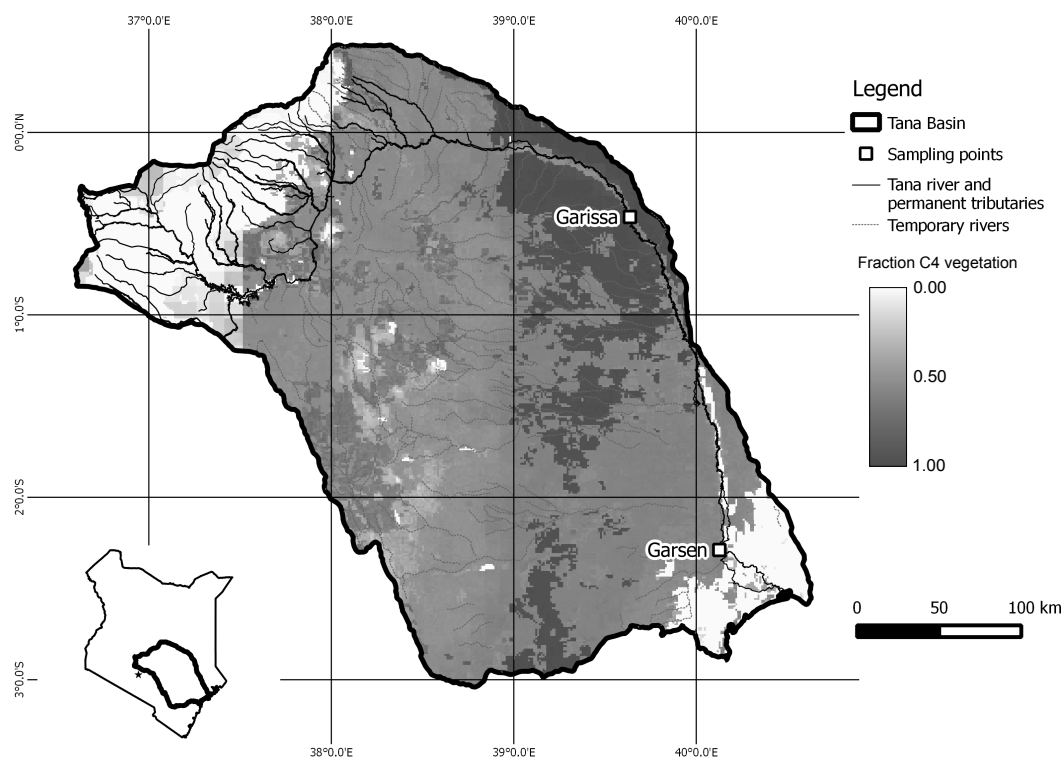 37°0.0'E 38°0.0'E 39°0.0'E 40°0.0'E
0°0.0'N
1°0.0'S
2°0.0'S
3°0.0'S
Garissa
Garsen
38°0.0'E 39°0.0'E 40°0.0'E
Legend
Tana Basin
Sampling points
Tana river and
permanent tributaries
Temporary rivers
Fraction C4 vegetation
0.00
0.50
1.00
0 50 100 km